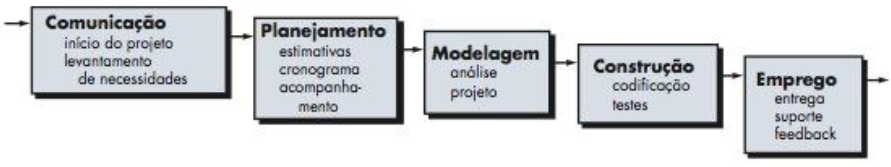 Comunicação
início do projeto
levantamento
de necessidades
Planejamento
estimativas
cronograma
acompanha-
mento
Modelagem
análise
projeto
Construção
codificação
testes
Emprego
entrega
suporte
feedback